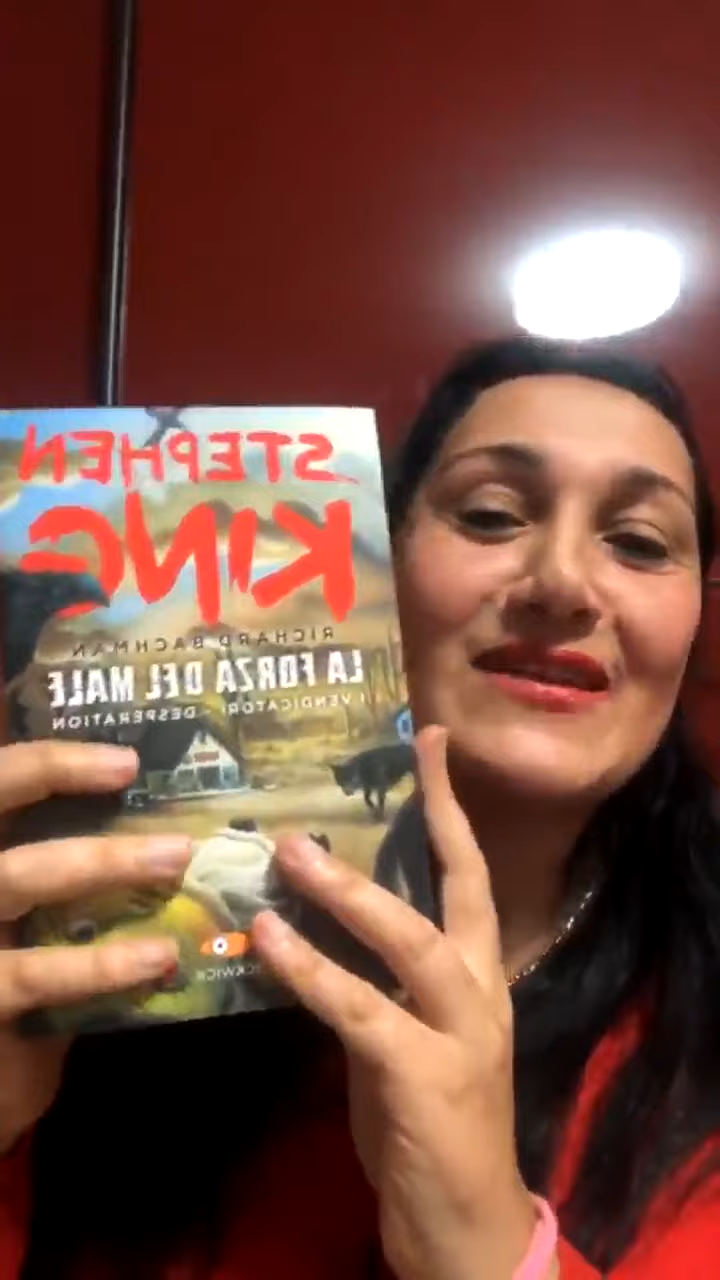 STEPHEN
KING
RICHARD BACHMAN
LA FORZA DEL MALE
I VENDICATORI - DESPERATION